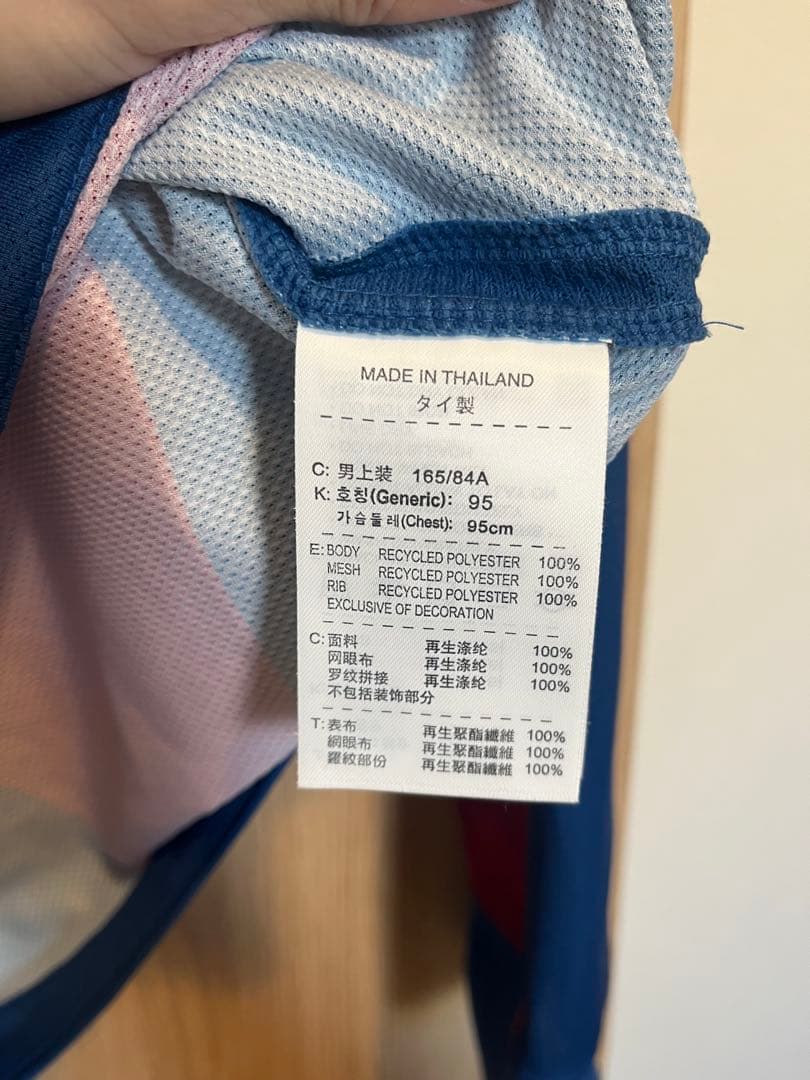 MADE IN THAILAND
タイ製
C: 男上装 165/84A
K: 호칭(Generic): 95
가슴둘레(Chest): 95cm
E: BODY RECYCLED POLYESTER 100%
MESH RECYCLED POLYESTER 100%
RIB RECYCLED POLYESTER 100%
EXCLUSIVE OF DECORATION
C: 面料 再生涤纶 100%
网眼布 再生涤纶 100%
罗纹拼接 再生涤纶 100%
不包括装饰部分
T: 表布 再生聚酯纖維 100%
網眼布 再生聚酯纖維 100%
羅紋部份 再生聚酯纖維 100%